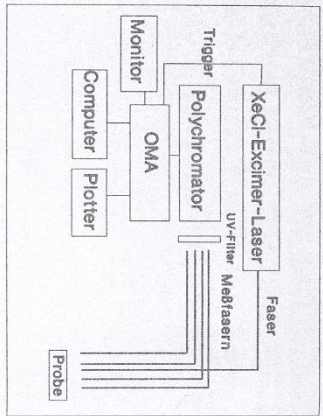 XeCl-Excimer-Laser
Faser
Trigger
Polychromator
UV-Filter
Meßfasern
Monitor
OMA
Computer
Plotter
Probe